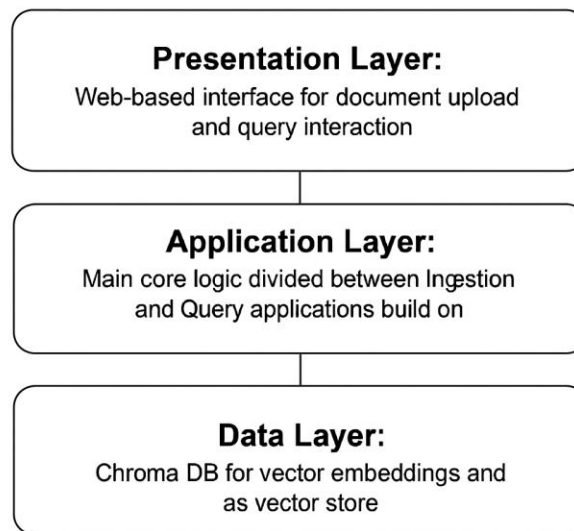 Presentation Layer:
Web-based interface for document upload
and query interaction
Application Layer:
Main core logic divided between Ingestion
and Query applications build on
Data Layer:
Chroma DB for vector embeddings and
as vector store